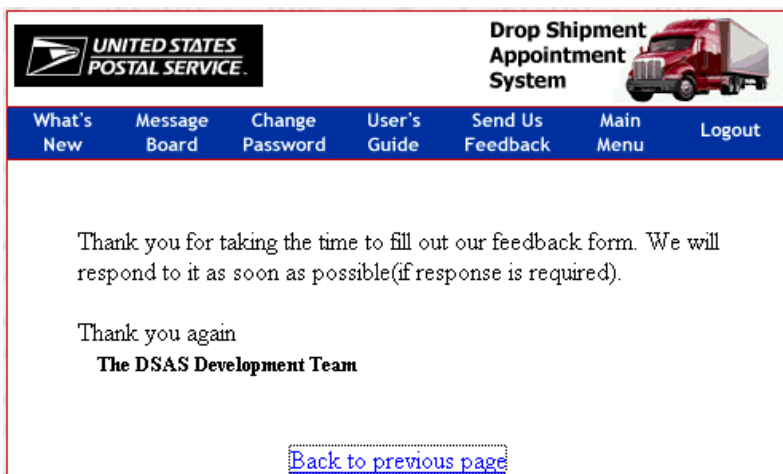 UNITED STATES
POSTAL SERVICE.
Drop Shipment
Appointment
System
What's New
Message Board
Change Password
User's Guide
Send Us Feedback
Main Menu
Logout
Thank you for taking the time to fill out our feedback form. We will
respond to it as soon as possible(if response is required).
Thank you again
The DSAS Development Team
Back to previous page